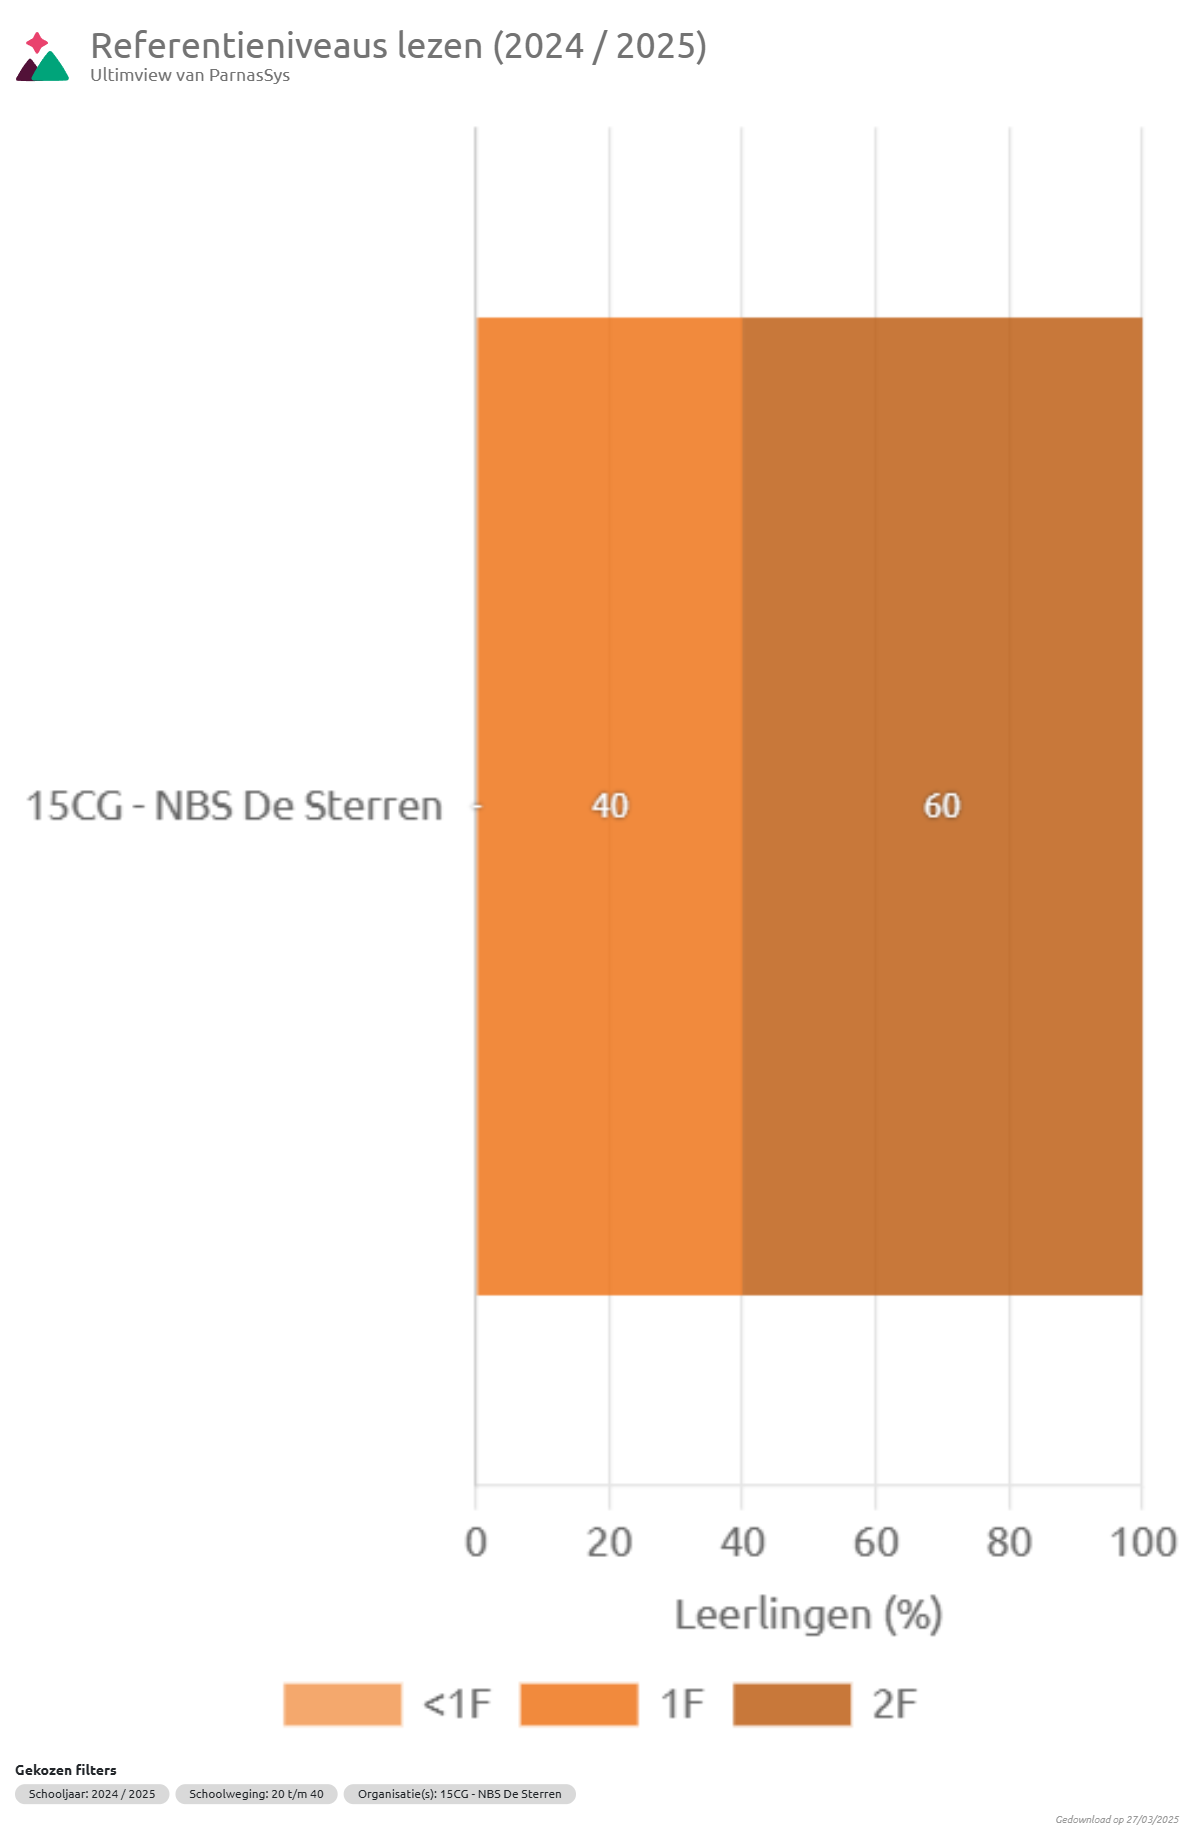 Referentieniveaus lezen (2024 / 2025)
Ultimview van ParnasSys
15CG - NBS De Sterren
-
40
60
0 20 40 60 80 100
Leerlingen (%)
<1F 1F 2F
Gekozen filters
Schooljaar: 2024 / 2025 Schoolweging: 20 t/m 40 Organisatie(s): 15CG - NBS De Sterren
Gedownload op 27/03/2025